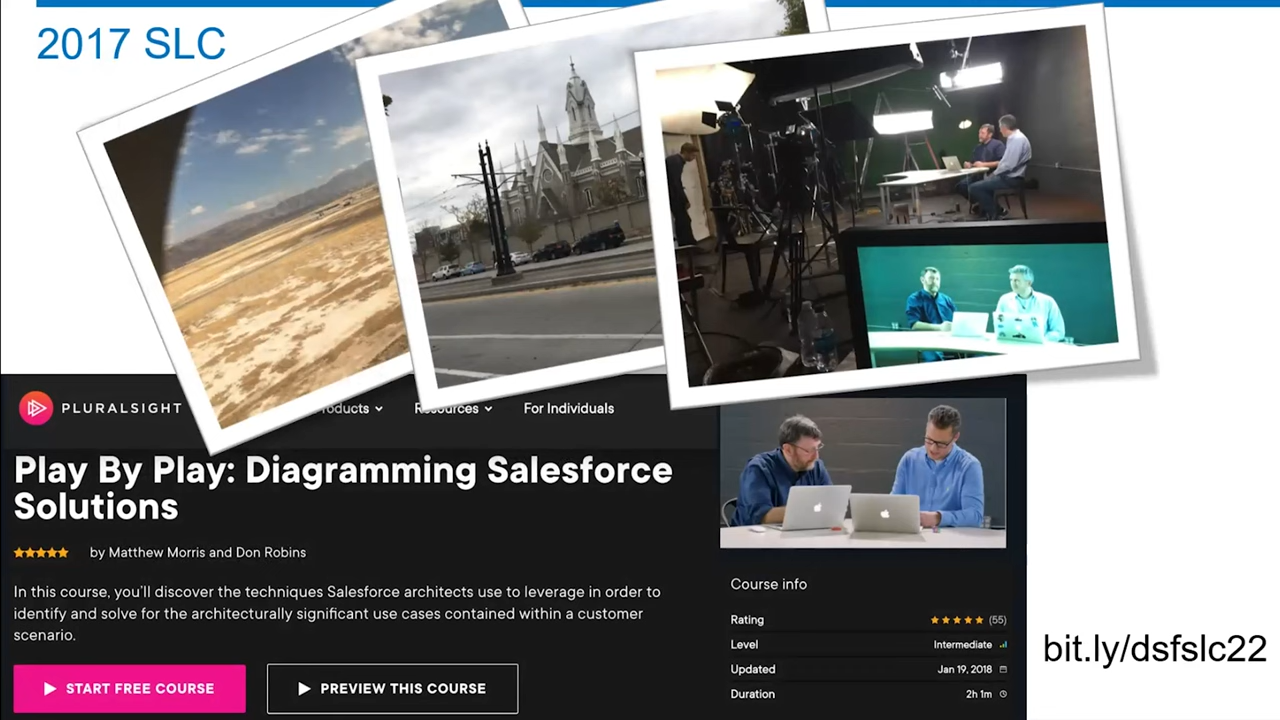 2017 SLC
PLURALSIGHT
roducts
Resources
For Individuals
Play By Play: Diagramming Salesforce
Solutions
by Matthew Morris and Don Robins
In this course, you'll discover the techniques Salesforce architects use to leverage in order to
identify and solve for the architecturally significant use cases contained within a customer
scenario.
START FREE COURSE
PREVIEW THIS COURSE
Course info
Rating (55)
Level Intermediate
Updated Jan 19, 2018
Duration 2h 1m
bit.ly/dsfslc22